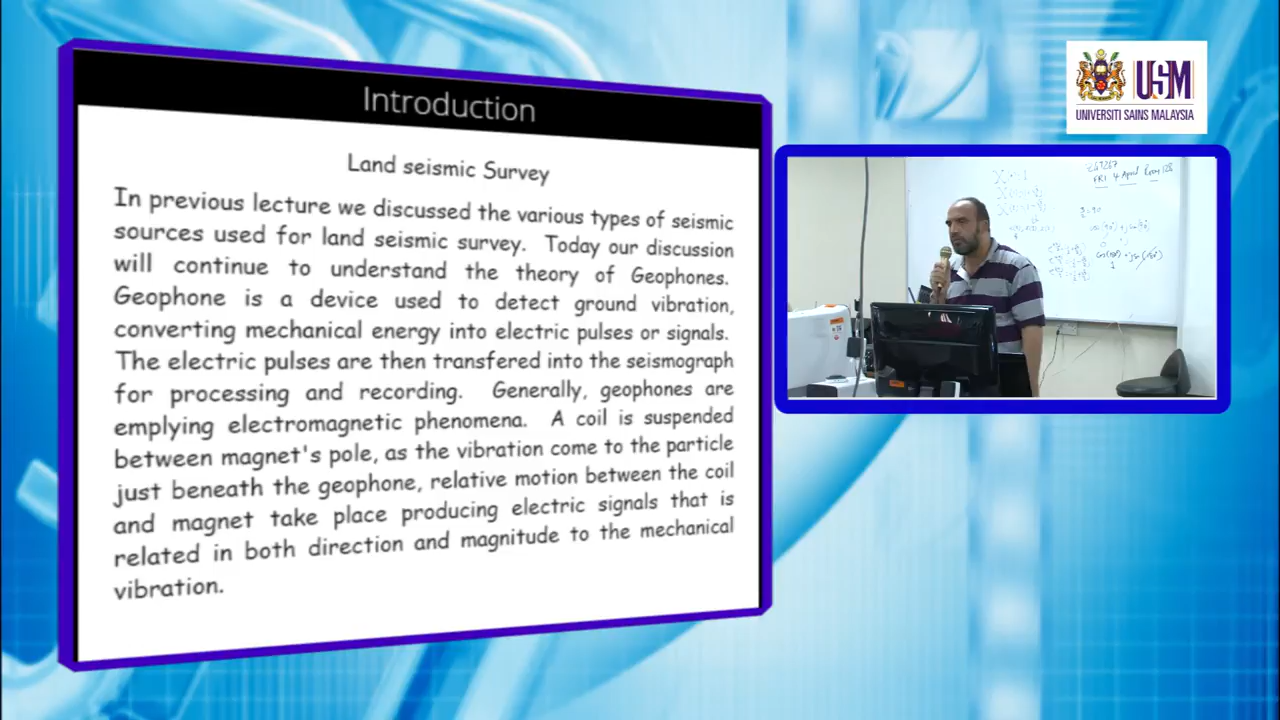 Introduction
Land seismic Survey
In previous lecture we discussed the various types of seismic
sources used for land seismic survey. Today our discussion
will continue to understand the theory of Geophones.
Geophone is a device used to detect ground vibration,
converting mechanical energy into electric pulses or signals.
The electric pulses are then transfered into the seismograph
for processing and recording. Generally, geophones are
emplying electromagnetic phenomena. A coil is suspended
between magnet's pole, as the vibration come to the particle
just beneath the geophone, relative motion between the coil
and magnet take place producing electric signals that is
related in both direction and magnitude to the mechanical
vibration.
USM
UNIVERSITI SAINS MALAYSIA
FRI 4 April Room 128